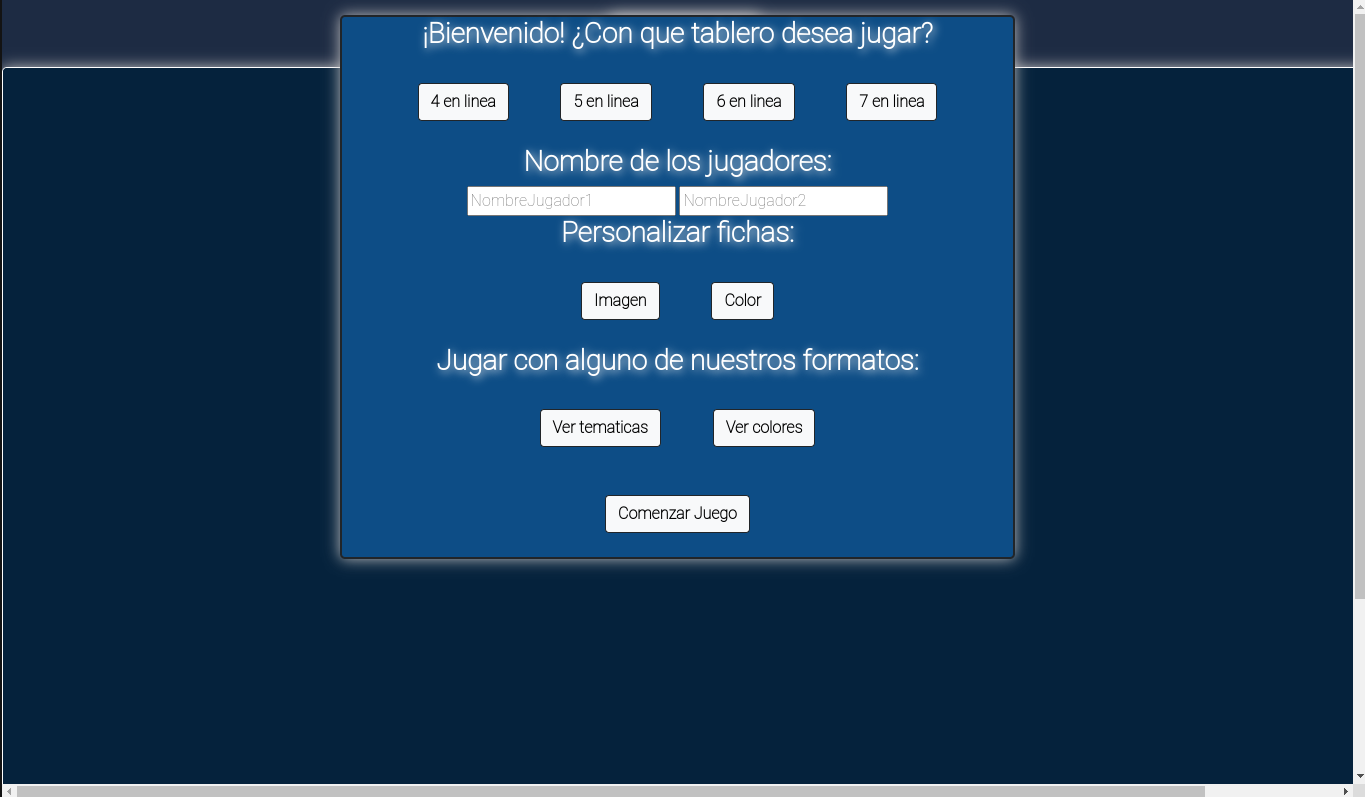 ¡Bienvenido! ¿Con que tablero desea jugar?
4 en linea 5 en linea 6 en linea 7 en linea
Nombre de los jugadores:
NombreJugador1 NombreJugador2
Personalizar fichas:
Imagen Color
Jugar con alguno de nuestros formatos:
Ver tematicas Ver colores
Comenzar Juego